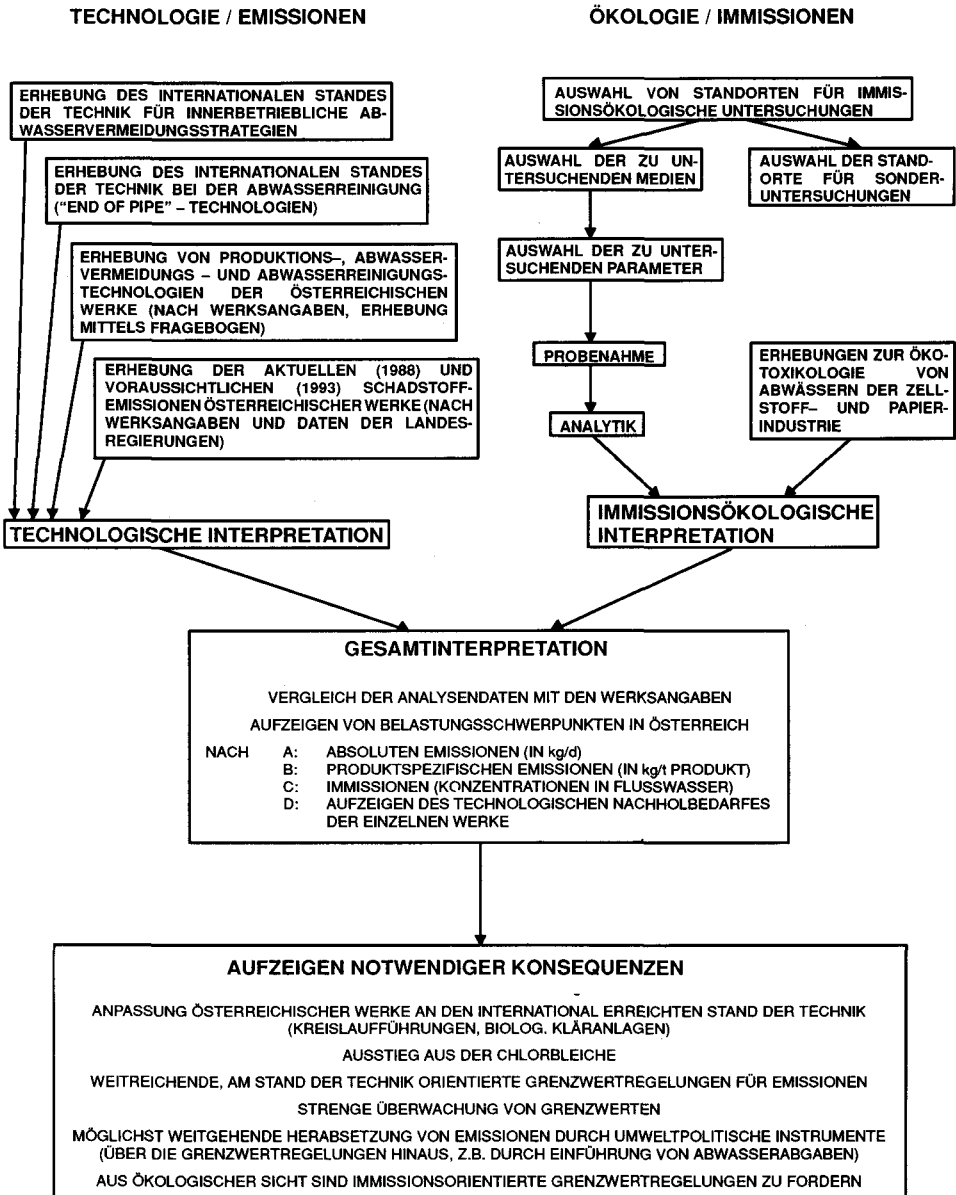 TECHNOLOGIE / EMISSIONEN
ERHEBUNG DES INTERNATIONALEN STANDES
DER TECHNIK FÜR INNERBETRIEBLICHE AB-
WASSERVERMEIDUNGSSTRATEGIEN
ERHEBUNG DES INTERNATIONALEN STANDES
DER TECHNIK BEI DER ABWASSERREINIGUNG
("END OF PIPE" – TECHNOLOGIEN)
ERHEBUNG VON PRODUKTIONS–, ABWASSER-
VERMEIDUNGS – UND ABWASSERREINIGUNGS-
TECHNOLOGIEN DER ÖSTERREICHISCHEN
WERKE (NACH WERKSANGABEN, ERHEBUNG
MITTELS FRAGEBOGEN)
ERHEBUNG DER AKTUELLEN (1988) UND
VORAUSSICHTLICHEN (1993) SCHADSTOFF-
EMISSIONEN ÖSTERREICHISCHER WERKE (NACH
WERKSANGABEN UND DATEN DER LANDES-
REGIERUNGEN)
TECHNOLOGISCHE INTERPRETATION
ÖKOLOGIE / IMMISSIONEN
AUSWAHL VON STANDORTEN FÜR IMMIS-
SIONSÖKOLOGISCHE UNTERSUCHUNGEN
AUSWAHL DER ZU UN-
TERSUCHENDEN MEDIEN
AUSWAHL DER STAND-
ORTE FÜR SONDER-
UNTERSUCHUNGEN
AUSWAHL DER ZU UNTER-
SUCHENDEN PARAMETER
PROBENAHME
ANALYTIK
ERHEBUNGEN ZUR ÖKO-
TOXIKOLOGIE VON
ABWÄSSERN DER ZELL-
STOFF– UND PAPIER-
INDUSTRIE
IMMISSIONSÖKOLOGISCHE
INTERPRETATION
GESAMTINTERPRETATION
VERGLEICH DER ANALYSENDATEN MIT DEN WERKSANGABEN
AUFZEIGEN VON BELASTUNGSSCHWERPUNKTEN IN ÖSTERREICH
NACH A: ABSOLUTEN EMISSIONEN (IN kg/d)
B: PRODUKTSPEZIFISCHEN EMISSIONEN (IN kg/t PRODUKT)
C: IMMISSIONEN (KONZENTRATIONEN IN FLUSSWASSER)
D: AUFZEIGEN DES TECHNOLOGISCHEN NACHHOLBEDARFES
DER EINZELNEN WERKE
AUFZEIGEN NOTWENDIGER KONSEQUENZEN
ANPASSUNG ÖSTERREICHISCHER WERKE AN DEN INTERNATIONAL ERREICHTEN STAND DER TECHNIK
(KREISLAUFFÜHRUNGEN, BIOLOG. KLÄRANLAGEN)
AUSSTIEG AUS DER CHLORBLEICHE
WEITREICHENDE, AM STAND DER TECHNIK ORIENTIERTE GRENZWERTREGELUNGEN FÜR EMISSIONEN
STRENGE ÜBERWACHUNG VON GRENZWERTEN
MÖGLICHST WEITGEHENDE HERABSETZUNG VON EMISSIONEN DURCH UMWELTPOLITISCHE INSTRUMENTE
(ÜBER DIE GRENZWERTREGELUNGEN HINAUS, Z.B. DURCH EINFÜHRUNG VON ABWASSERABGABEN)
AUS ÖKOLOGISCHER SICHT SIND IMMISSIONSORIENTIERTE GRENZWERTREGELUNGEN ZU FORDERN